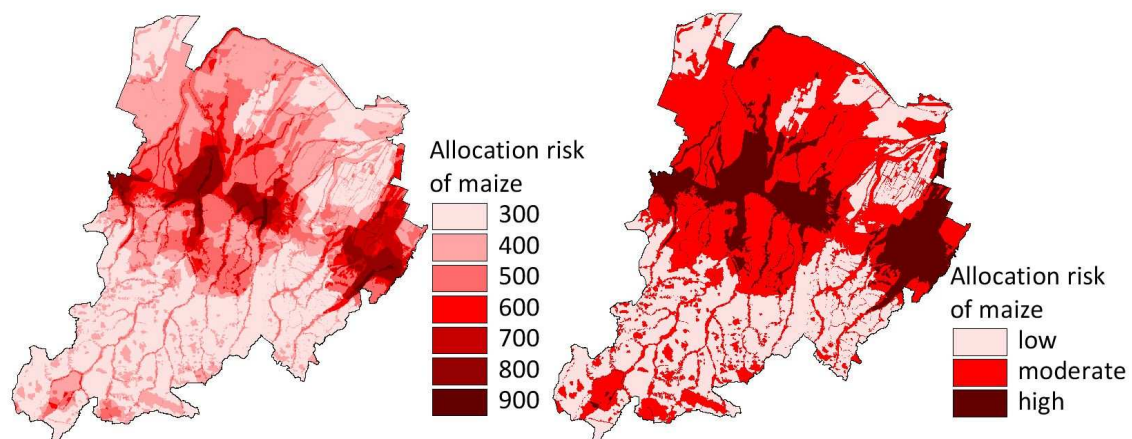 Allocation risk
of maize
300
400
500
600
700
800
900
Allocation risk
of maize
low
moderate
high